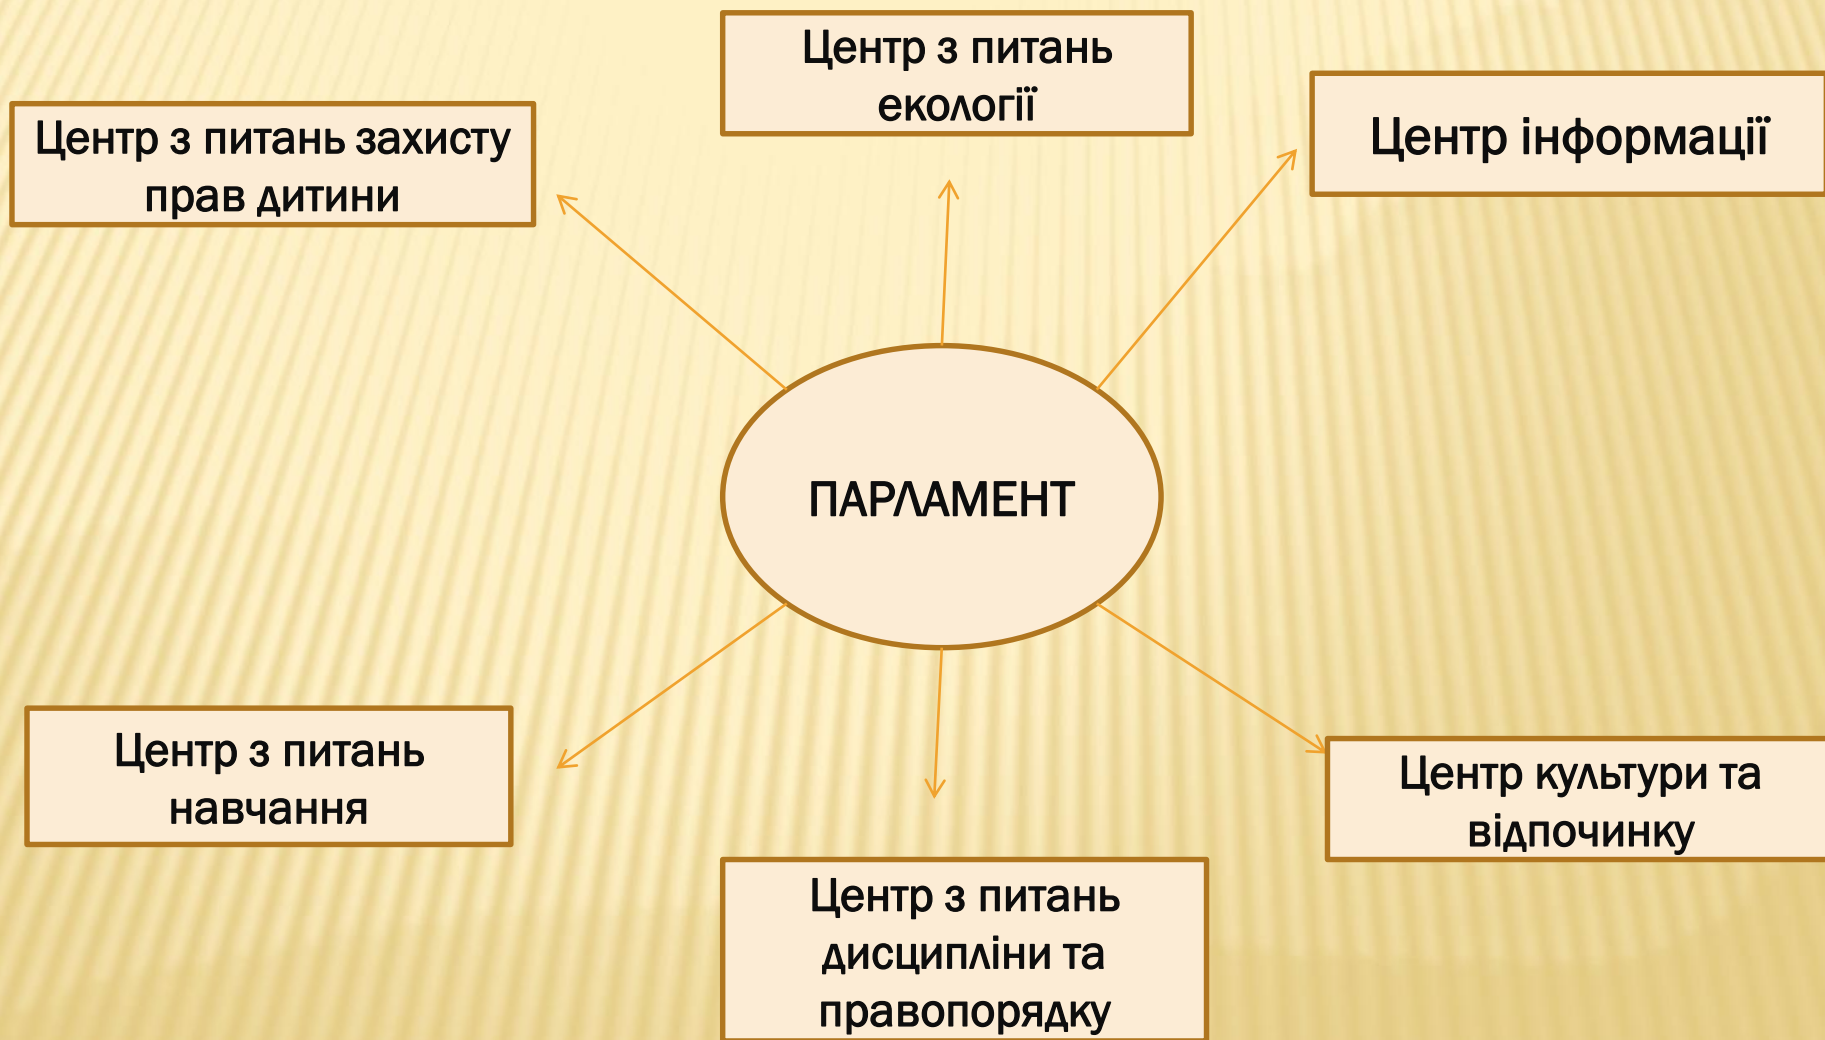 Центр з питань
екології
Центр з питань захисту
прав дитини
Центр інформації
ПАРЛАМЕНТ
Центр з питань
навчання
Центр культури та
відпочинку
Центр з питань
дисципліни та
правопорядку